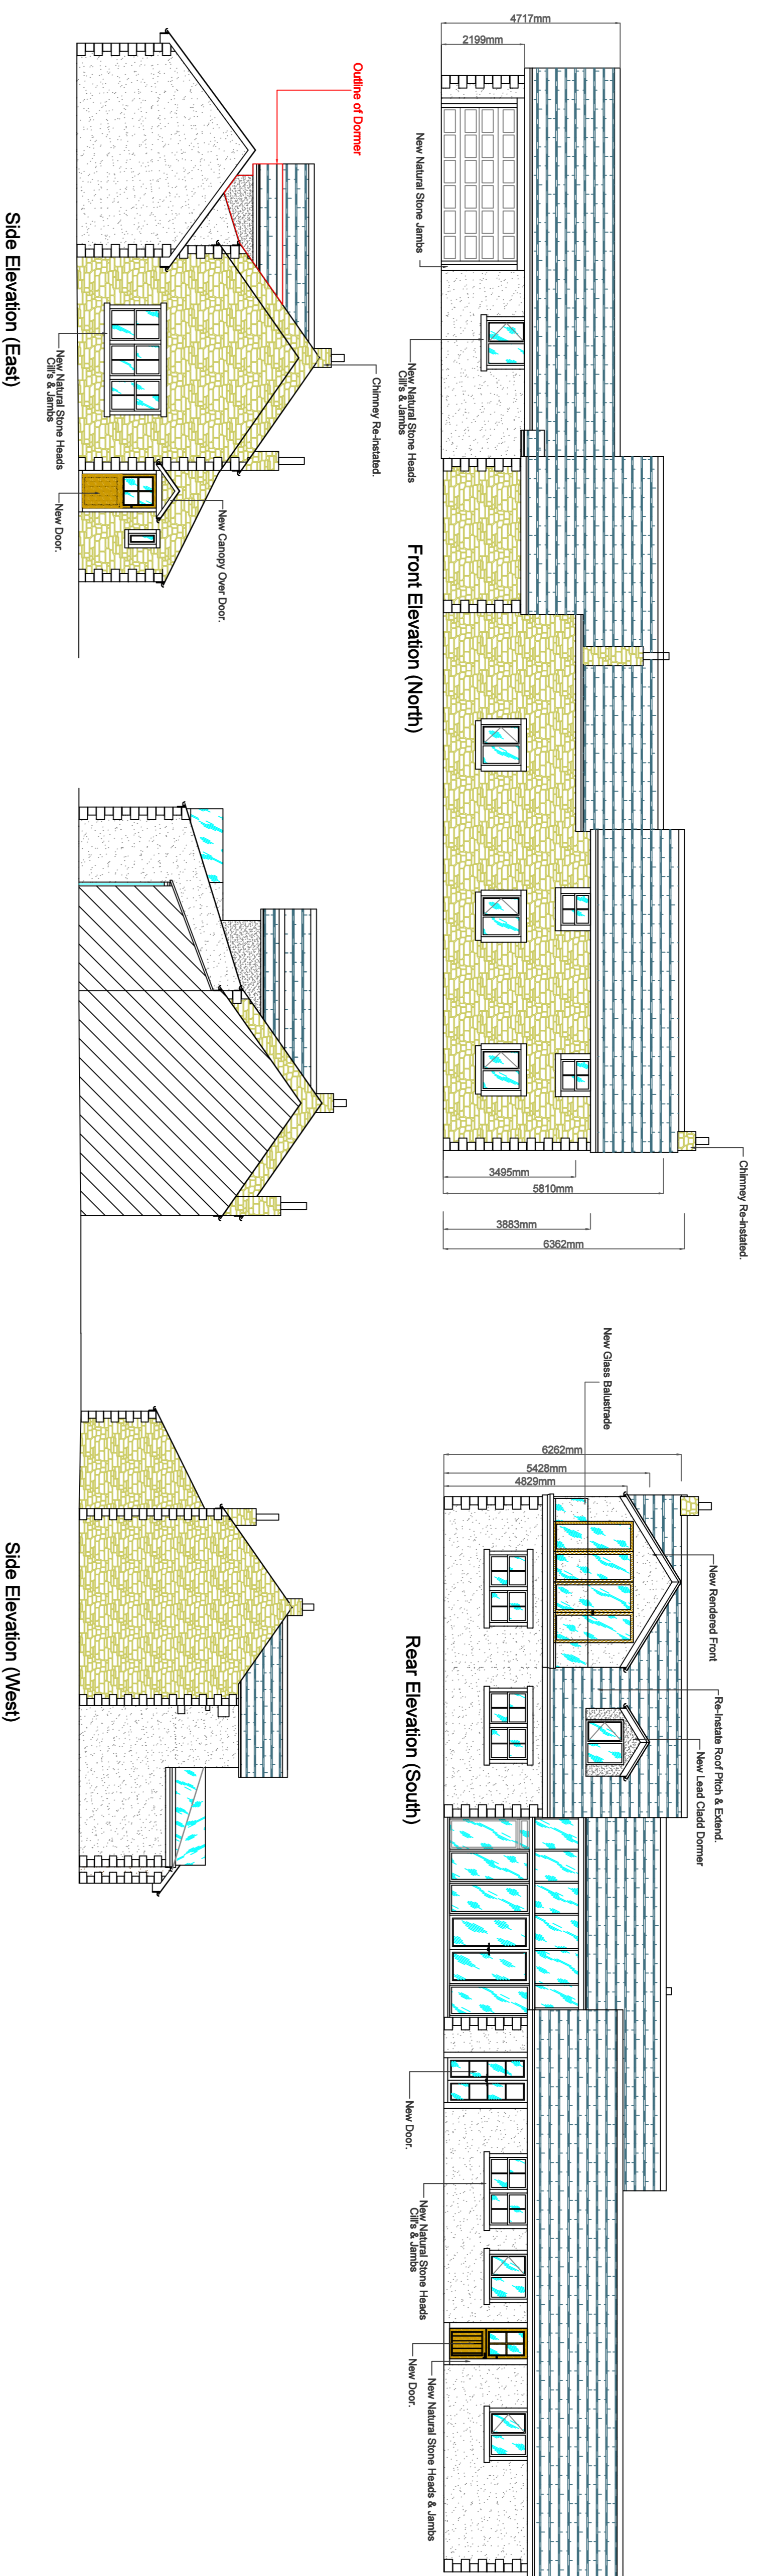 4717mm
2199mm
New Natural Stone Jambs
New Natural Stone Heads
Cill's & Jambs
Front Elevation (North)
Chimney Re-instated.
3495mm
5810mm
3883mm
6362mm
New Glass Balustrade
6262mm
5428mm
4829mm
New Rendered Front
Re-Instate Roof Pitch & Extend.
New Lead Cladd Dormer
Rear Elevation (South)
New Door.
New Natural Stone Heads
Cill's & Jambs
New Door.
New Natural Stone Heads & Jambs
Outline of Dormer
Chimney Re-instated.
New Canopy Over Door.
New Natural Stone Heads
Cill's & Jambs
New Door.
Side Elevation (East)
Side Elevation (West)